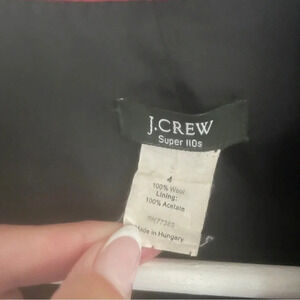 J.CREW
Super 110s
4
100% Wool
Lining:
100% Acetate
Made in Hungary